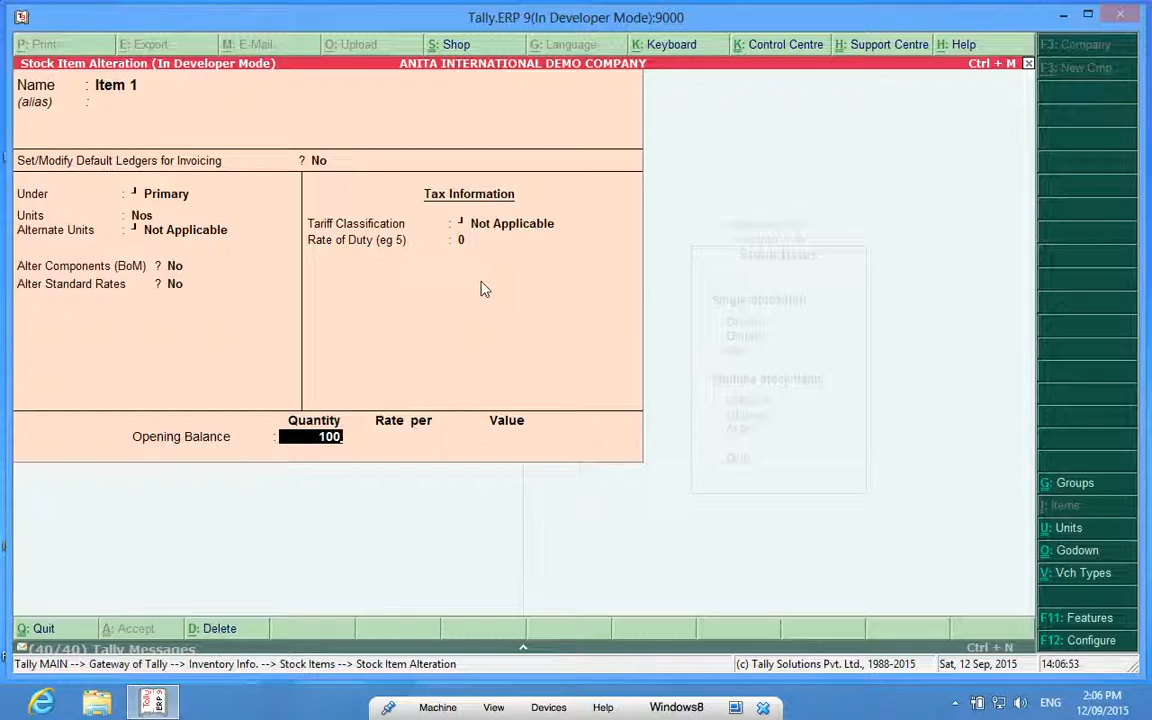 Tally.ERP 9(In Developer Mode):9000
P: Print E: Export M: E-Mail O: Upload S: Shop G: Language K: Keyboard K: Control Centre H: Support Centre H: Help F3: Company
Stock Item Alteration (In Developer Mode) ANITA INTERNATIONAL DEMO COMPANY Ctrl + M
F3: New Cmp
Name : Item 1
(alias) :
Set/Modify Default Ledgers for Invoicing ? No
Under : Primary
Tax Information
Units : Nos
Tariff Classification : Not Applicable
Alternate Units : Not Applicable
Rate of Duty (eg 5) : 0
Alter Components (BoM) ? No
Alter Standard Rates ? No
Quantity Rate per Value
Opening Balance : 100
G: Groups
I: Items
U: Units
O: Godown
V: Vch Types
F11: Features
F12: Configure
Q: Quit A: Accept D: Delete
(40/40) Tally Messages Ctrl + N
Tally MAIN --> Gateway of Tally --> Inventory Info. --> Stock Items --> Stock Item Alteration (c) Tally Solutions Pvt. Ltd., 1988-2015 Sat, 12 Sep, 2015 14:06:53
Tally ERP 9
Machine View Devices Help Windows8
ENG
2:06 PM
12/09/2015